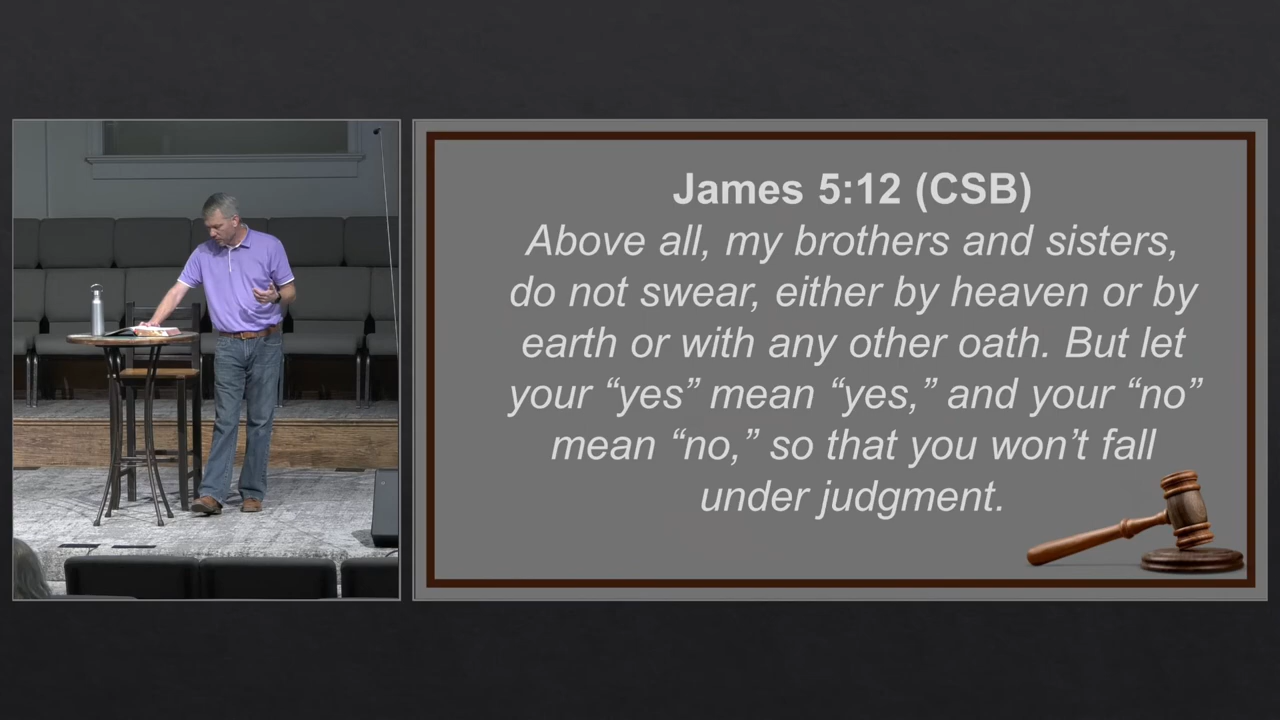 James 5:12 (CSB)
Above all, my brothers and sisters,
do not swear, either by heaven or by
earth or with any other oath. But let
your “yes” mean “yes,” and your “no”
mean “no,” so that you won’t fall
under judgment.